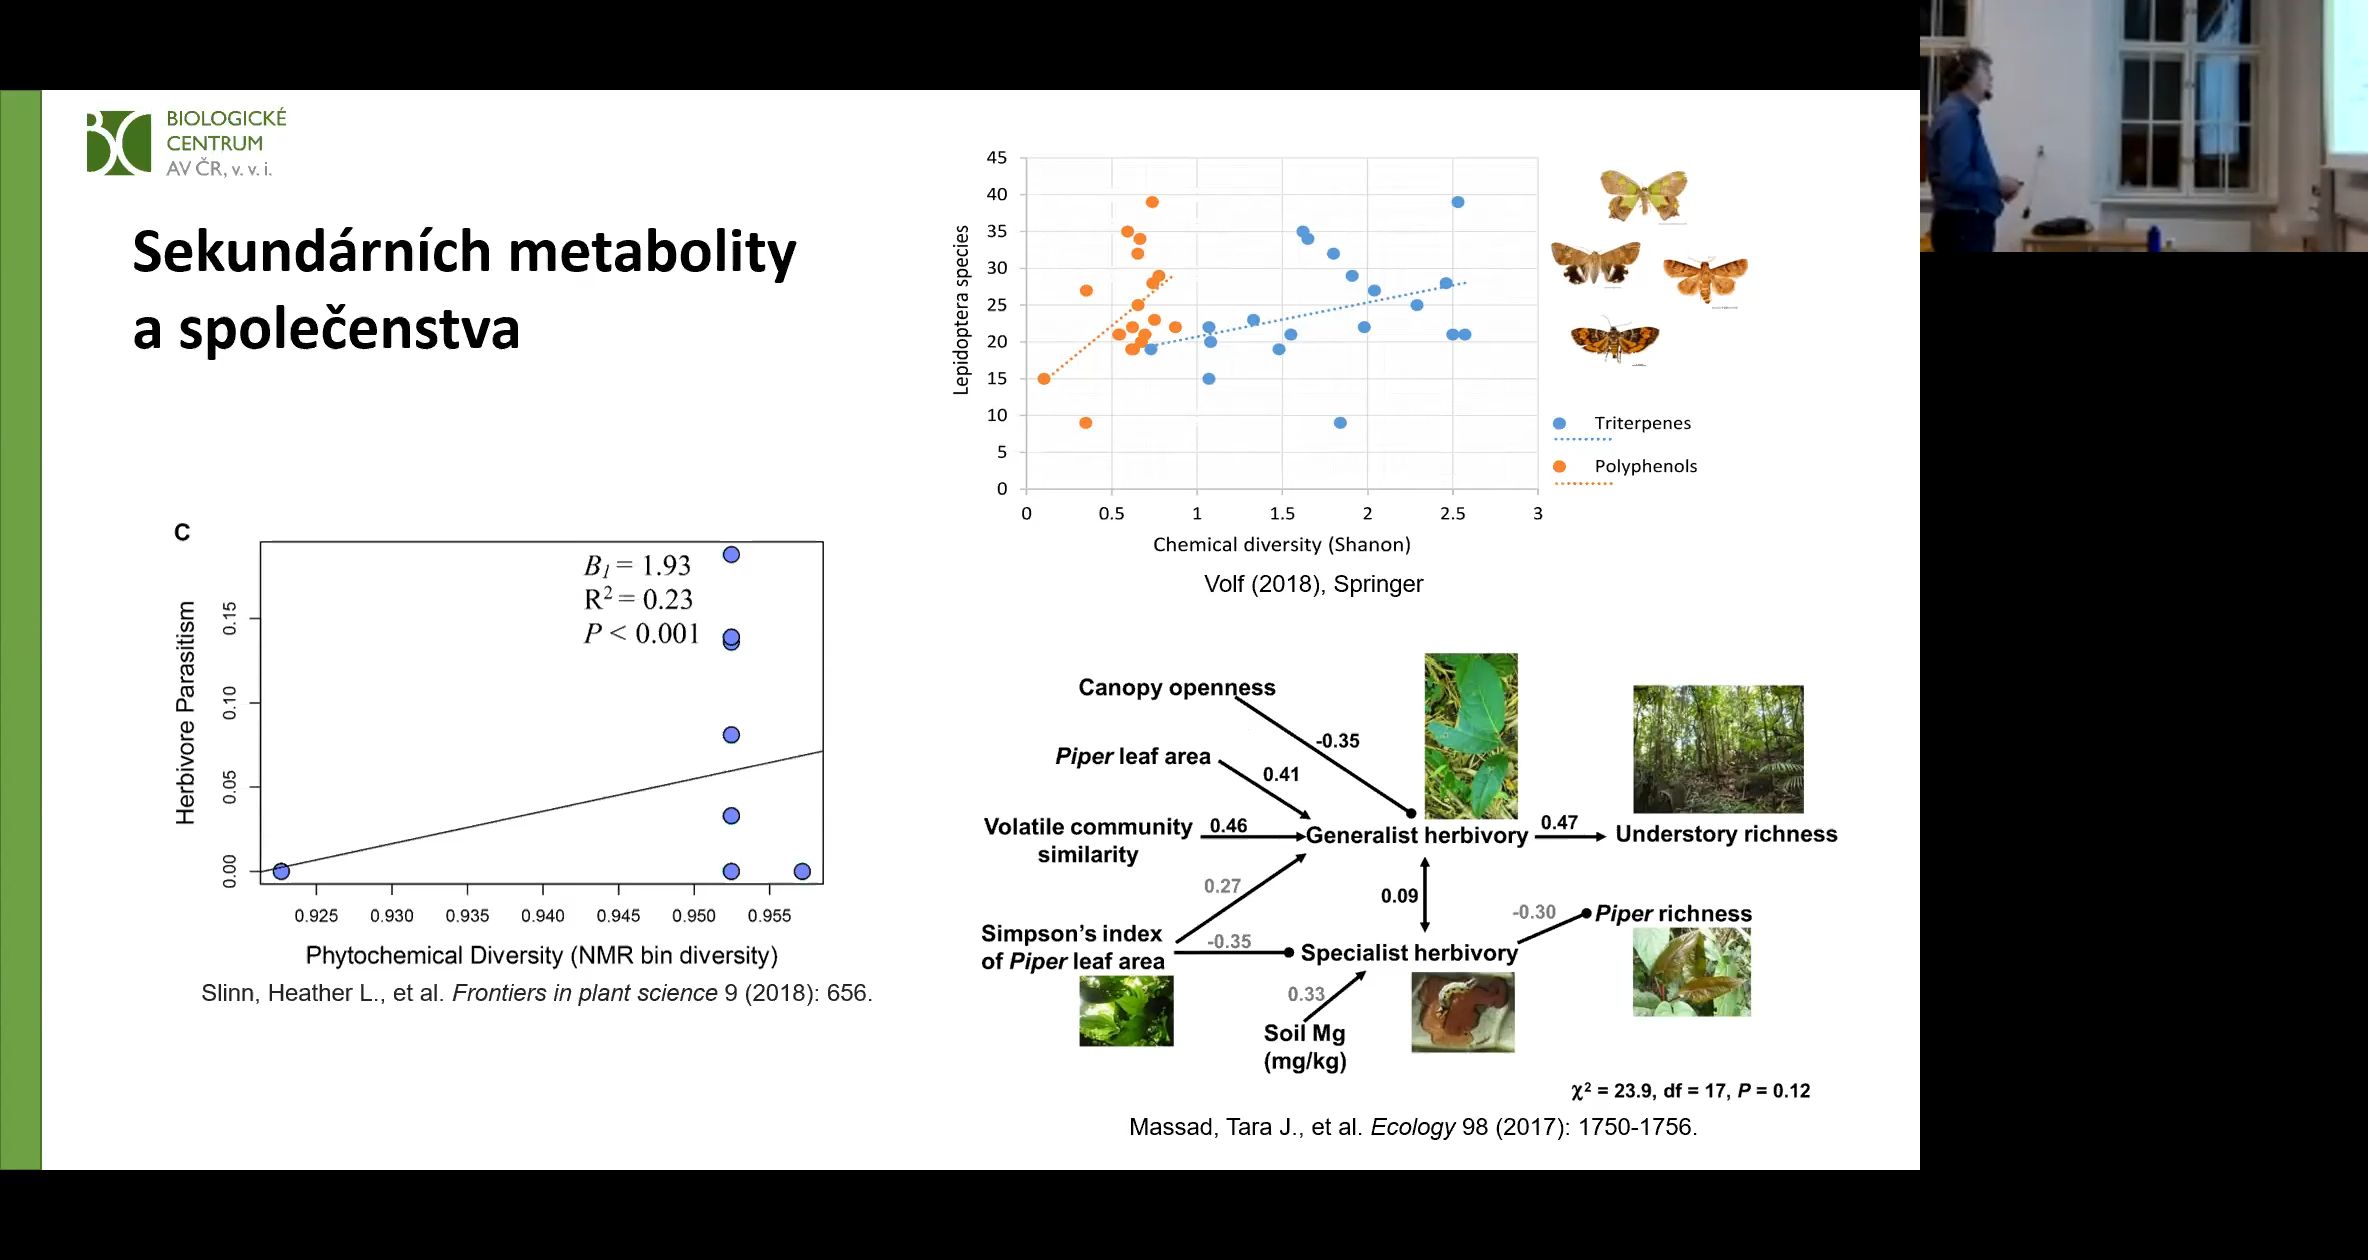 BIOLOGICKÉ
CENTRUM
AV ČR, v. v. i.
Sekundárních metabolity
a společenstva
C
B1 = 1.93
R2 = 0.23
P < 0.001
Herbivore Parasitism
0.15
0.10
0.05
0.00
0.925 0.930 0.935 0.940 0.945 0.950 0.955
Phytochemical Diversity (NMR bin diversity)
Slinn, Heather L., et al. Frontiers in plant science 9 (2018): 656.
Lepidoptera species
45
40
35
30
25
20
15
10
5
0
0 0.5 1 1.5 2 2.5 3
Chemical diversity (Shanon)
Triterpenes
Polyphenols
Volf (2018), Springer
Canopy openness
-0.35
Piper leaf area
0.41
Volatile community
similarity
0.46
Generalist herbivory
0.47
Understory richness
0.27
0.09
Simpson's index
of Piper leaf area
-0.35
Specialist herbivory
-0.30
Piper richness
0.33
Soil Mg
(mg/kg)
χ² = 23.9, df = 17, P = 0.12
Massad, Tara J., et al. Ecology 98 (2017): 1750-1756.